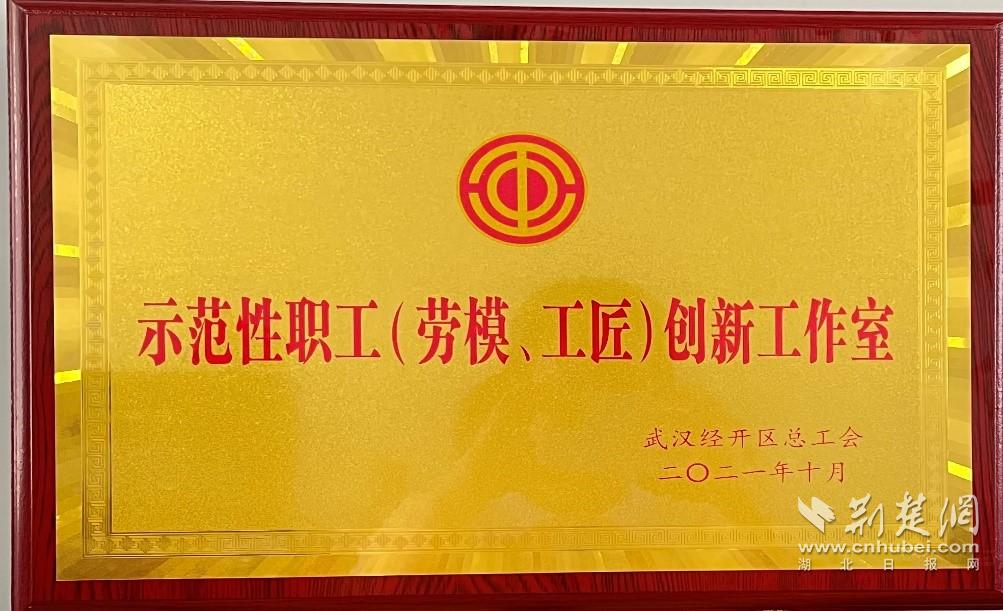 示范性职工（劳模、工匠）创新工作室
武汉经开区总工会
二〇二一年十月
荆楚网
www.cnhubei.com
湖北日报网